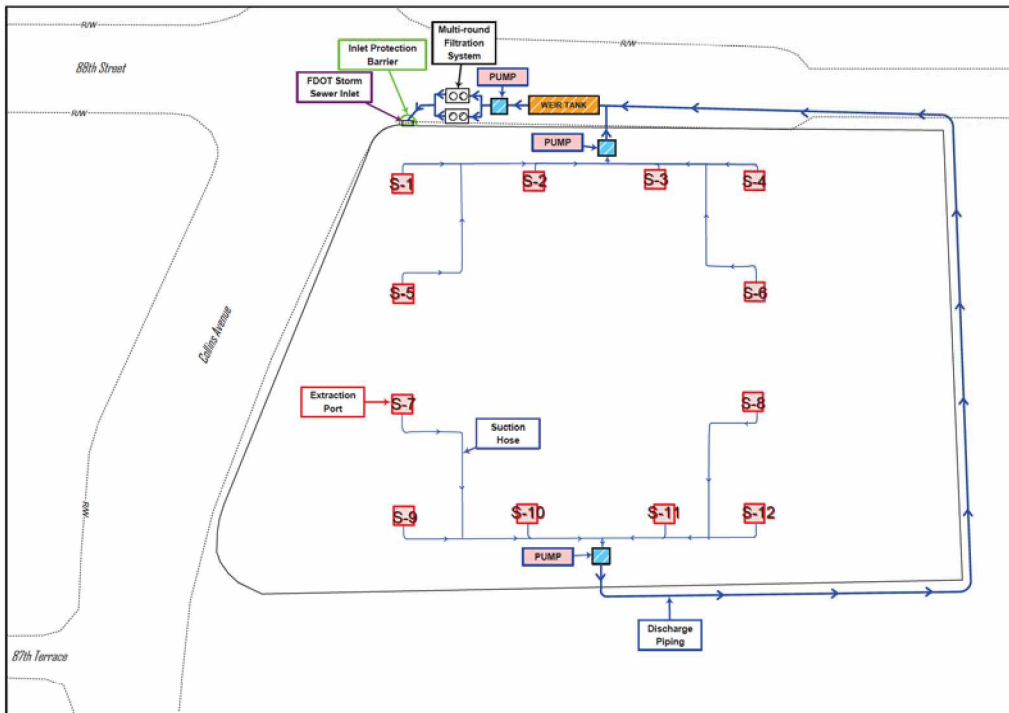 R/W
88th Street
R/W
Multi-round
Filtration
System
Inlet Protection
Barrier
FDOT Storm
Sewer Inlet
PUMP
WEIR TANK
R/W
PUMP
S-1
S-2
S-3
S-4
S-5
S-6
Collins Avenue
Extraction
Port
S-7
S-8
Suction
Hose
R/W
S-9
S-10
S-11
S-12
PUMP
Discharge
Piping
87th Terrace